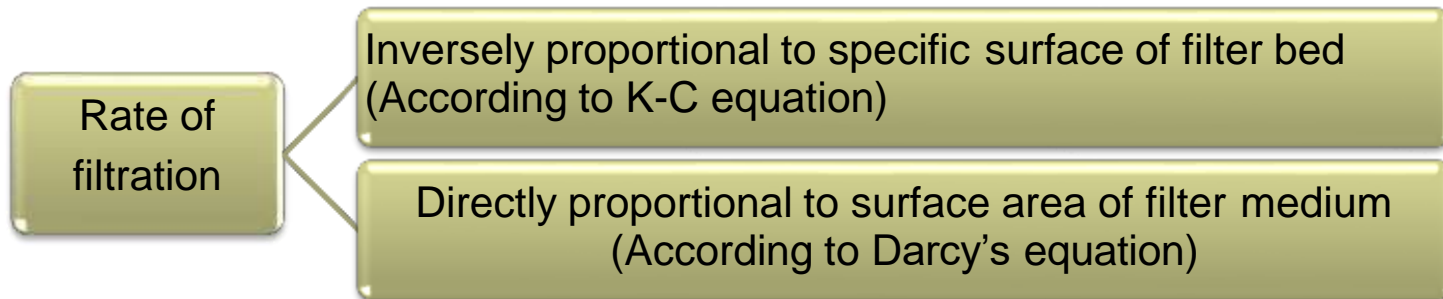 Rate of
filtration
Inversely proportional to specific surface of filter bed
(According to K-C equation)
Directly proportional to surface area of filter medium
(According to Darcy’s equation)